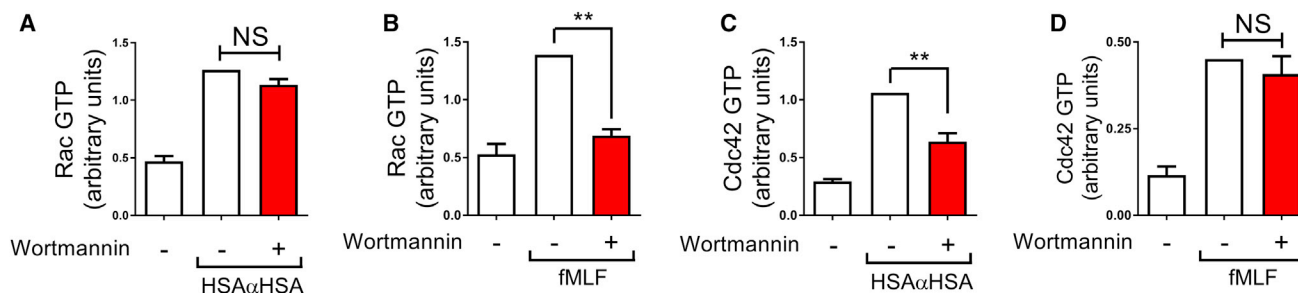 A
NS
Rac GTP
(arbitrary units)
1.5
1.0
0.5
0.0
Wortmannin - - +
HSAαHSA
B
**
Rac GTP
(arbitrary units)
1.5
1.0
0.5
0.0
Wortmannin - - +
fMLF
C
**
Cdc42 GTP
(arbitrary units)
1.5
1.0
0.5
0.0
Wortmannin - - +
HSAαHSA
D
NS
Cdc42 GTP
(arbitrary units)
0.50
0.25
0.00
Wortmannin - - +
fMLF